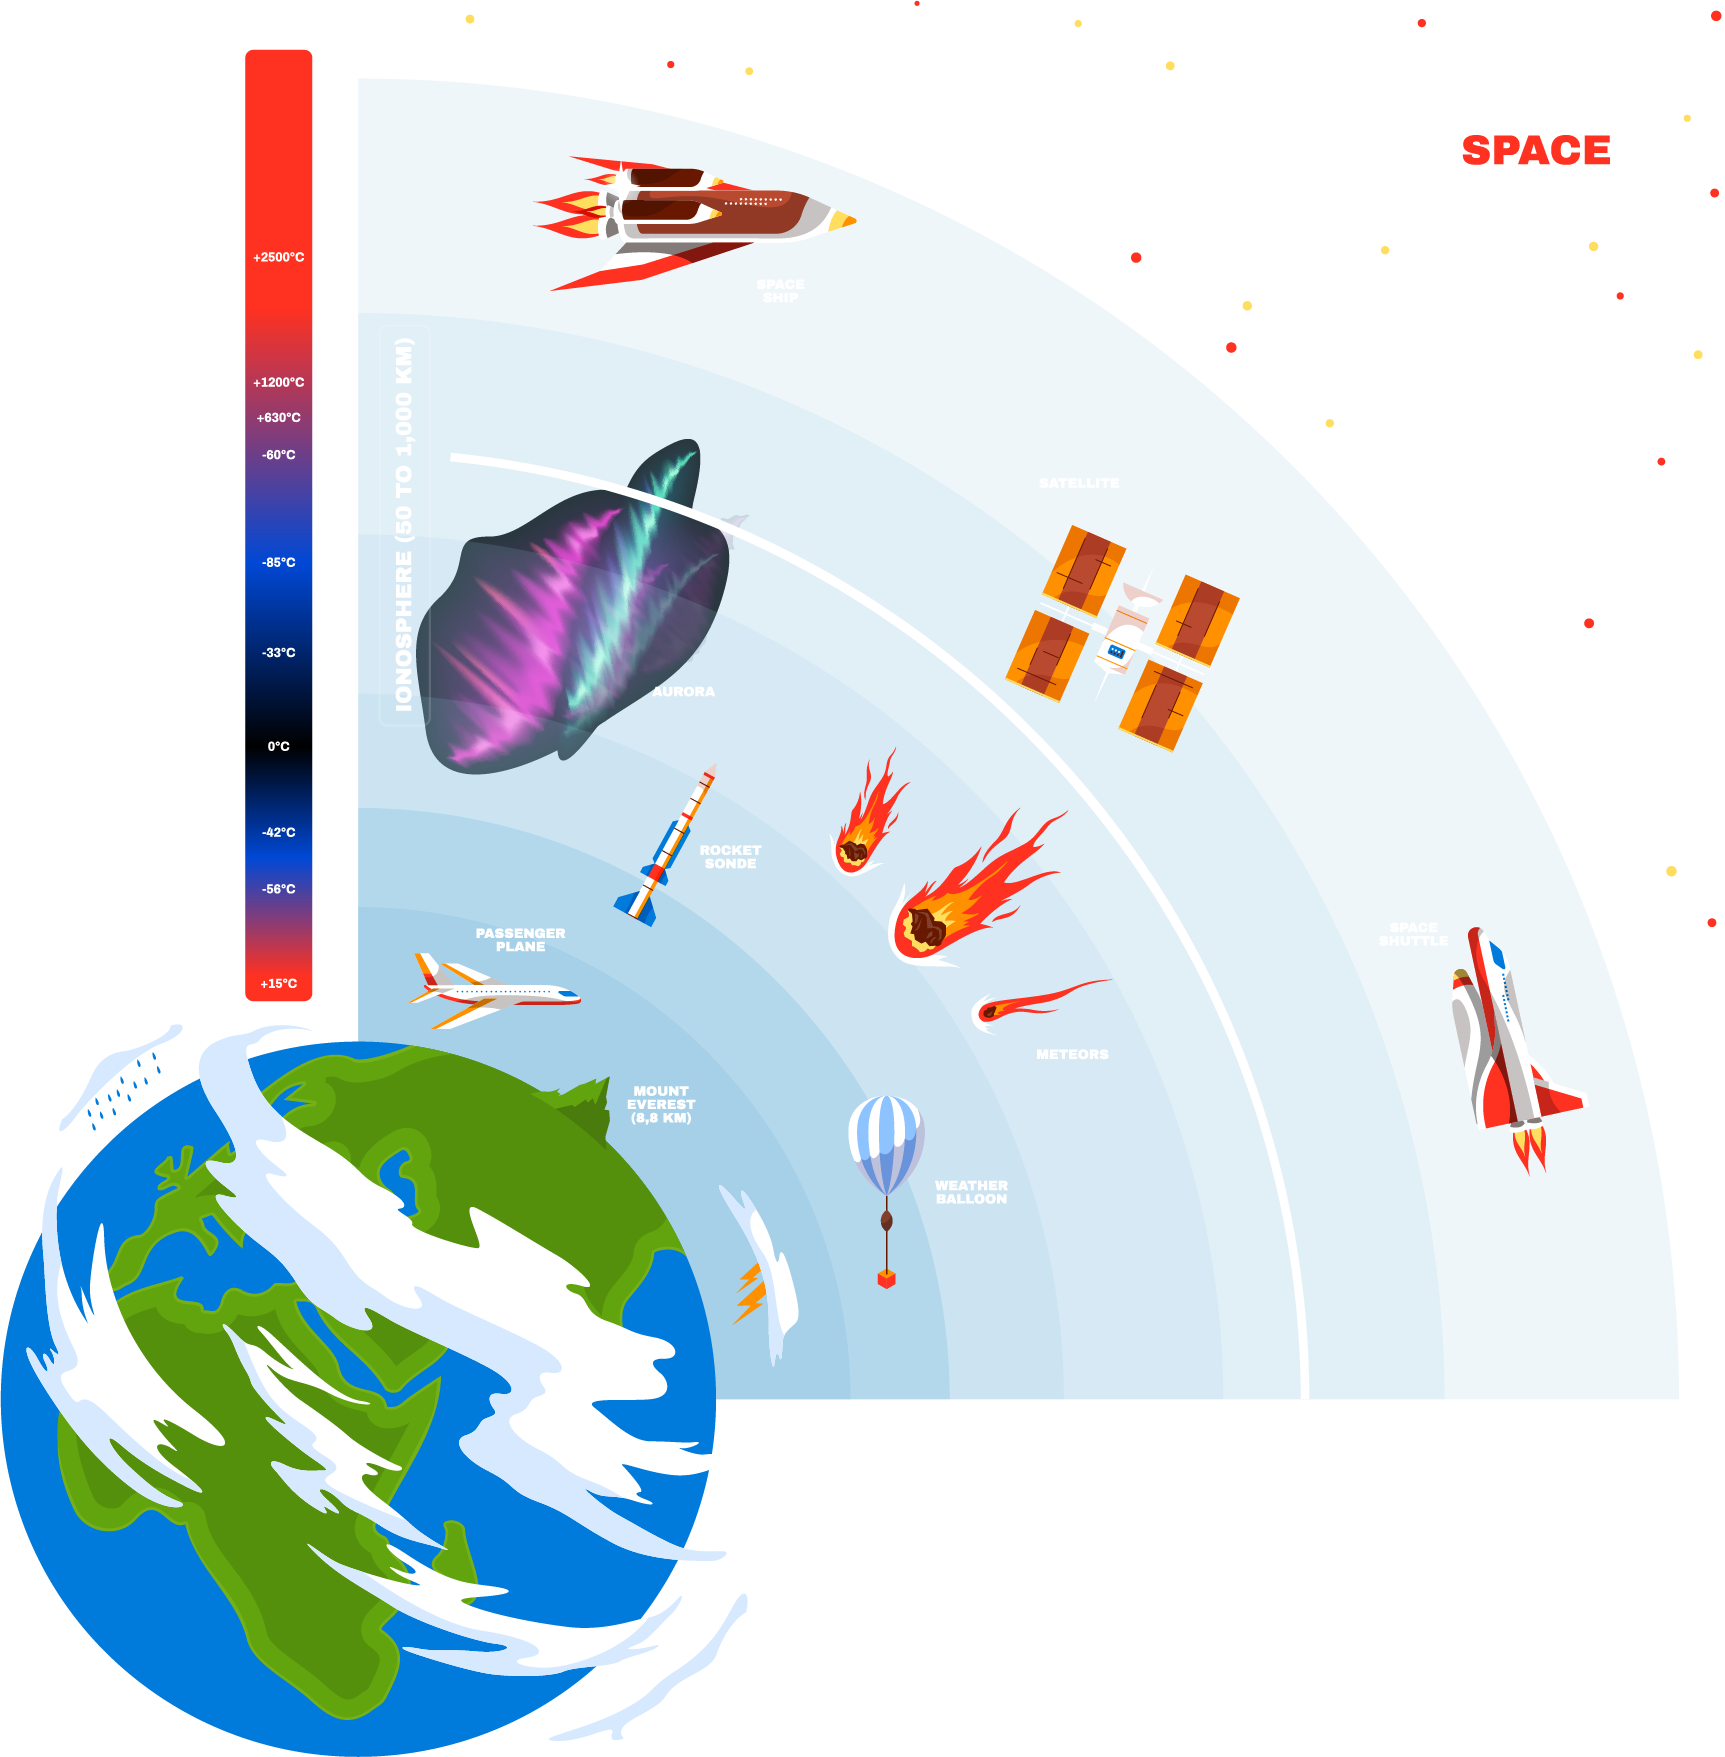 SPACE
+2500°C
SPACE
SHIP
+1200°C
+630°C
-60°C
IONOSPHERE (50 TO 1,000 KM)
SATELLITE
-85°C
-33°C
AURORA
0°C
-42°C
ROCKET
SONDE
-56°C
PASSENGER
PLANE
SPACE
SHUTTLE
+15°C
METEORS
MOUNT
EVEREST
(8,8 KM)
WEATHER
BALLOON